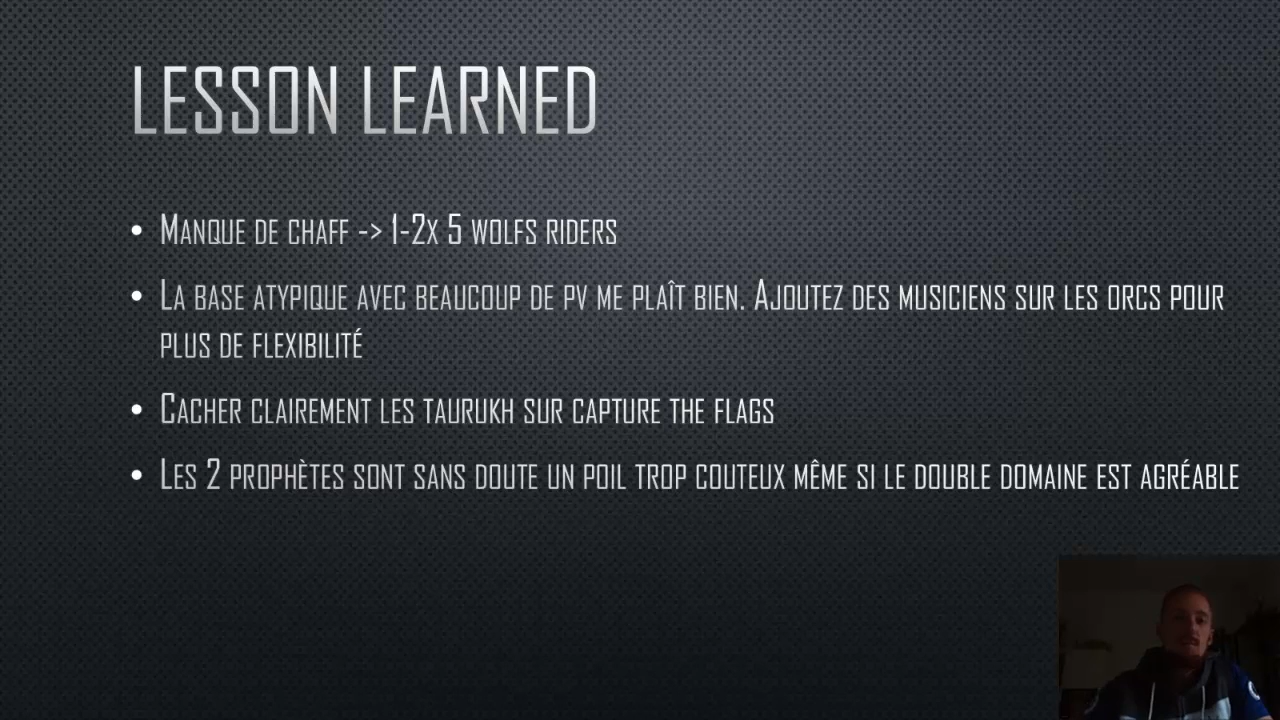 LESSON LEARNED
• MANQUE DE CHAFF -> 1-2X 5 WOLFS RIDERS
• LA BASE ATYPIQUE AVEC BEAUCOUP DE PV ME PLAÎT BIEN. AJOUTEZ DES MUSICIENS SUR LES ORCS POUR
PLUS DE FLEXIBILITÉ
• CACHER CLAIREMENT LES TAURUKH SUR CAPTURE THE FLAGS
• LES 2 PROPHÈTES SONT SANS DOUTE UN POIL TROP COUTEUX MÊME SI LE DOUBLE DOMAINE EST AGRÉABLE